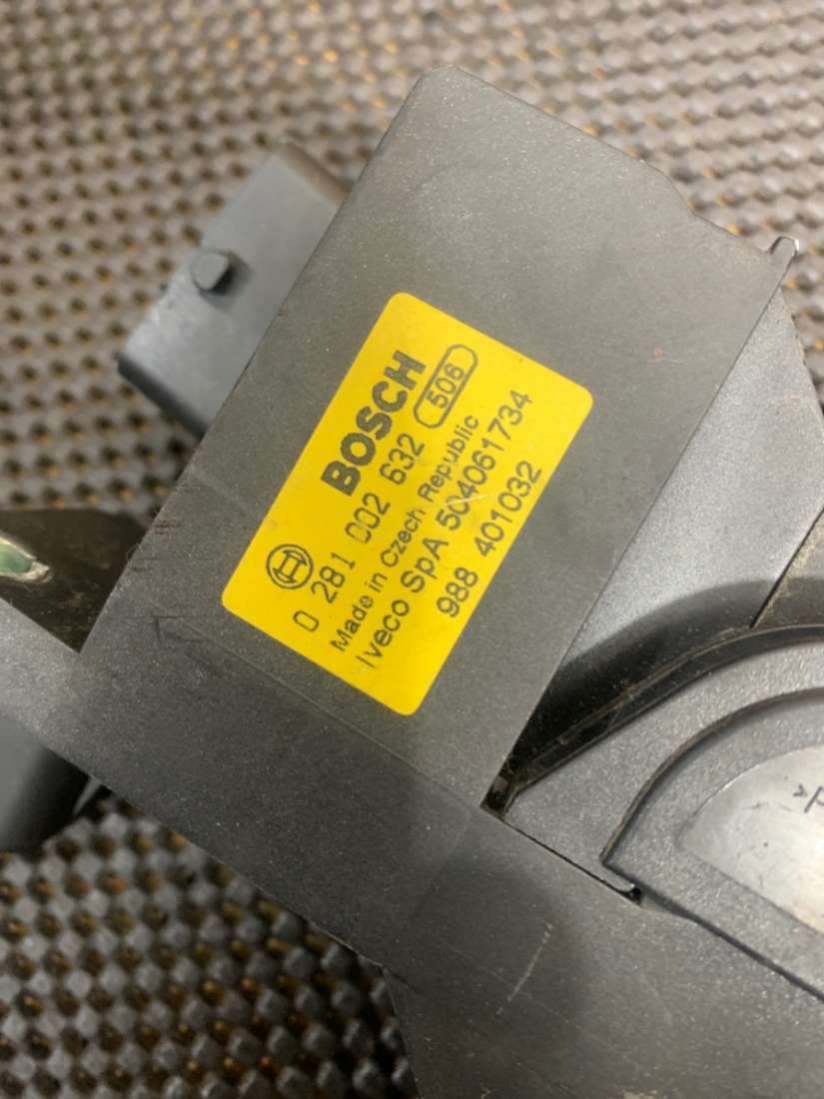 BOSCH
0 281 002 632 506
Made in Czech Republic
Iveco SpA 504061734
988 401032